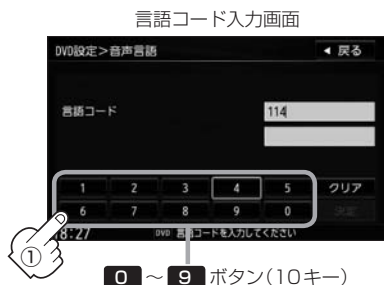 言語コード入力画面
DVD設定>音声言語
◀ 戻る
言語コード
114
1 2 3 4 5 クリア
6 7 8 9 0 決定
8:27 DVD 言語コードを入力してください
①
0 ~ 9 ボタン(10キー)